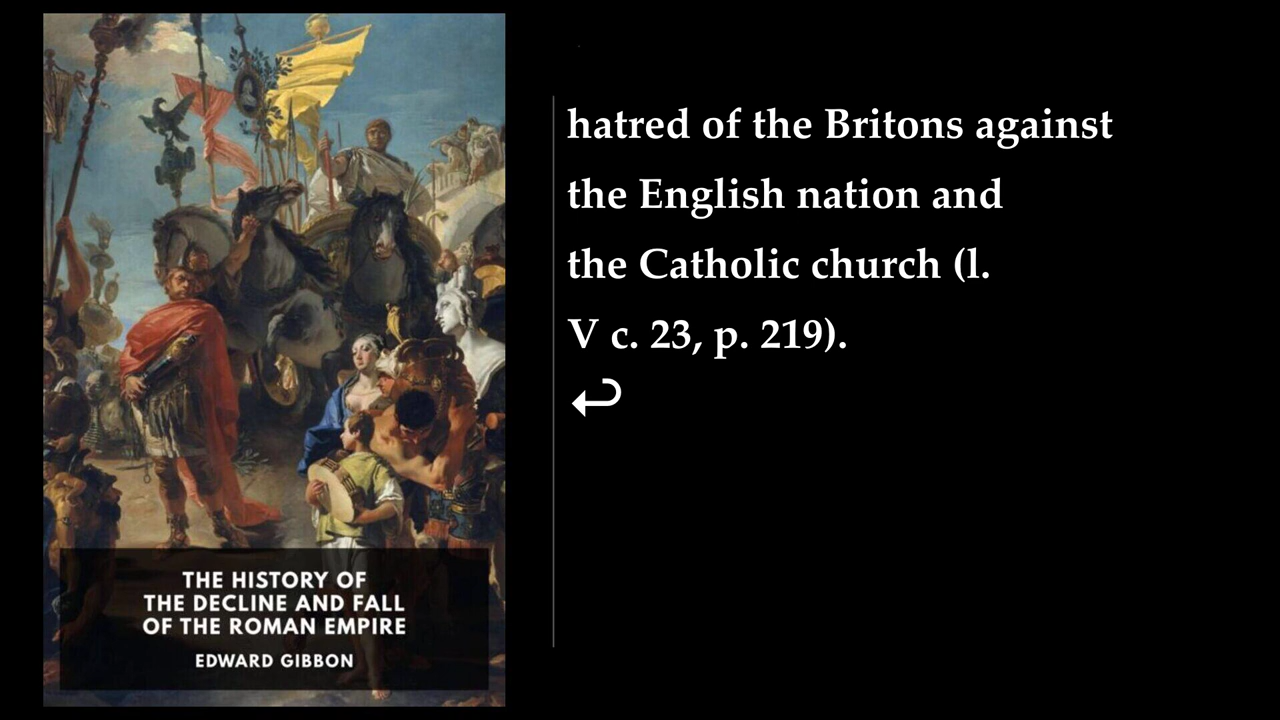 THE HISTORY OF
THE DECLINE AND FALL
OF THE ROMAN EMPIRE
EDWARD GIBBON
hatred of the Britons against
the English nation and
the Catholic church (l.
V c. 23, p. 219).
↩